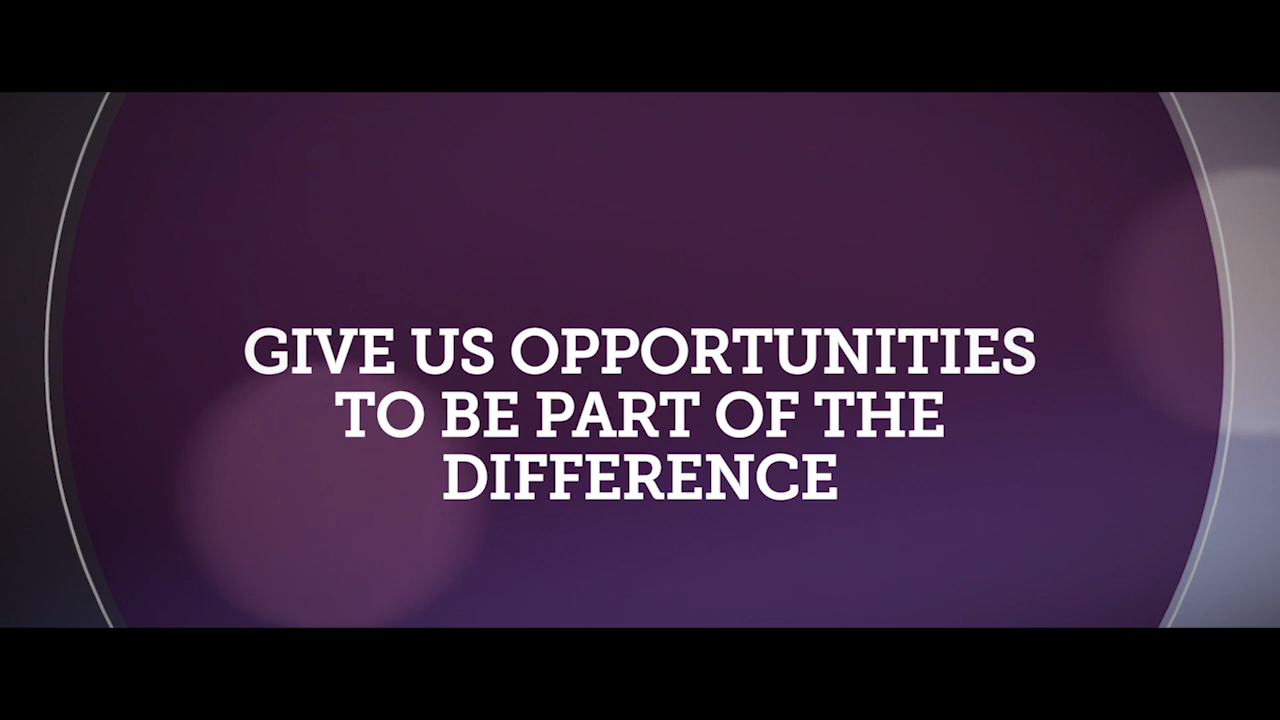 GIVE US OPPORTUNITIES
TO BE PART OF THE
DIFFERENCE